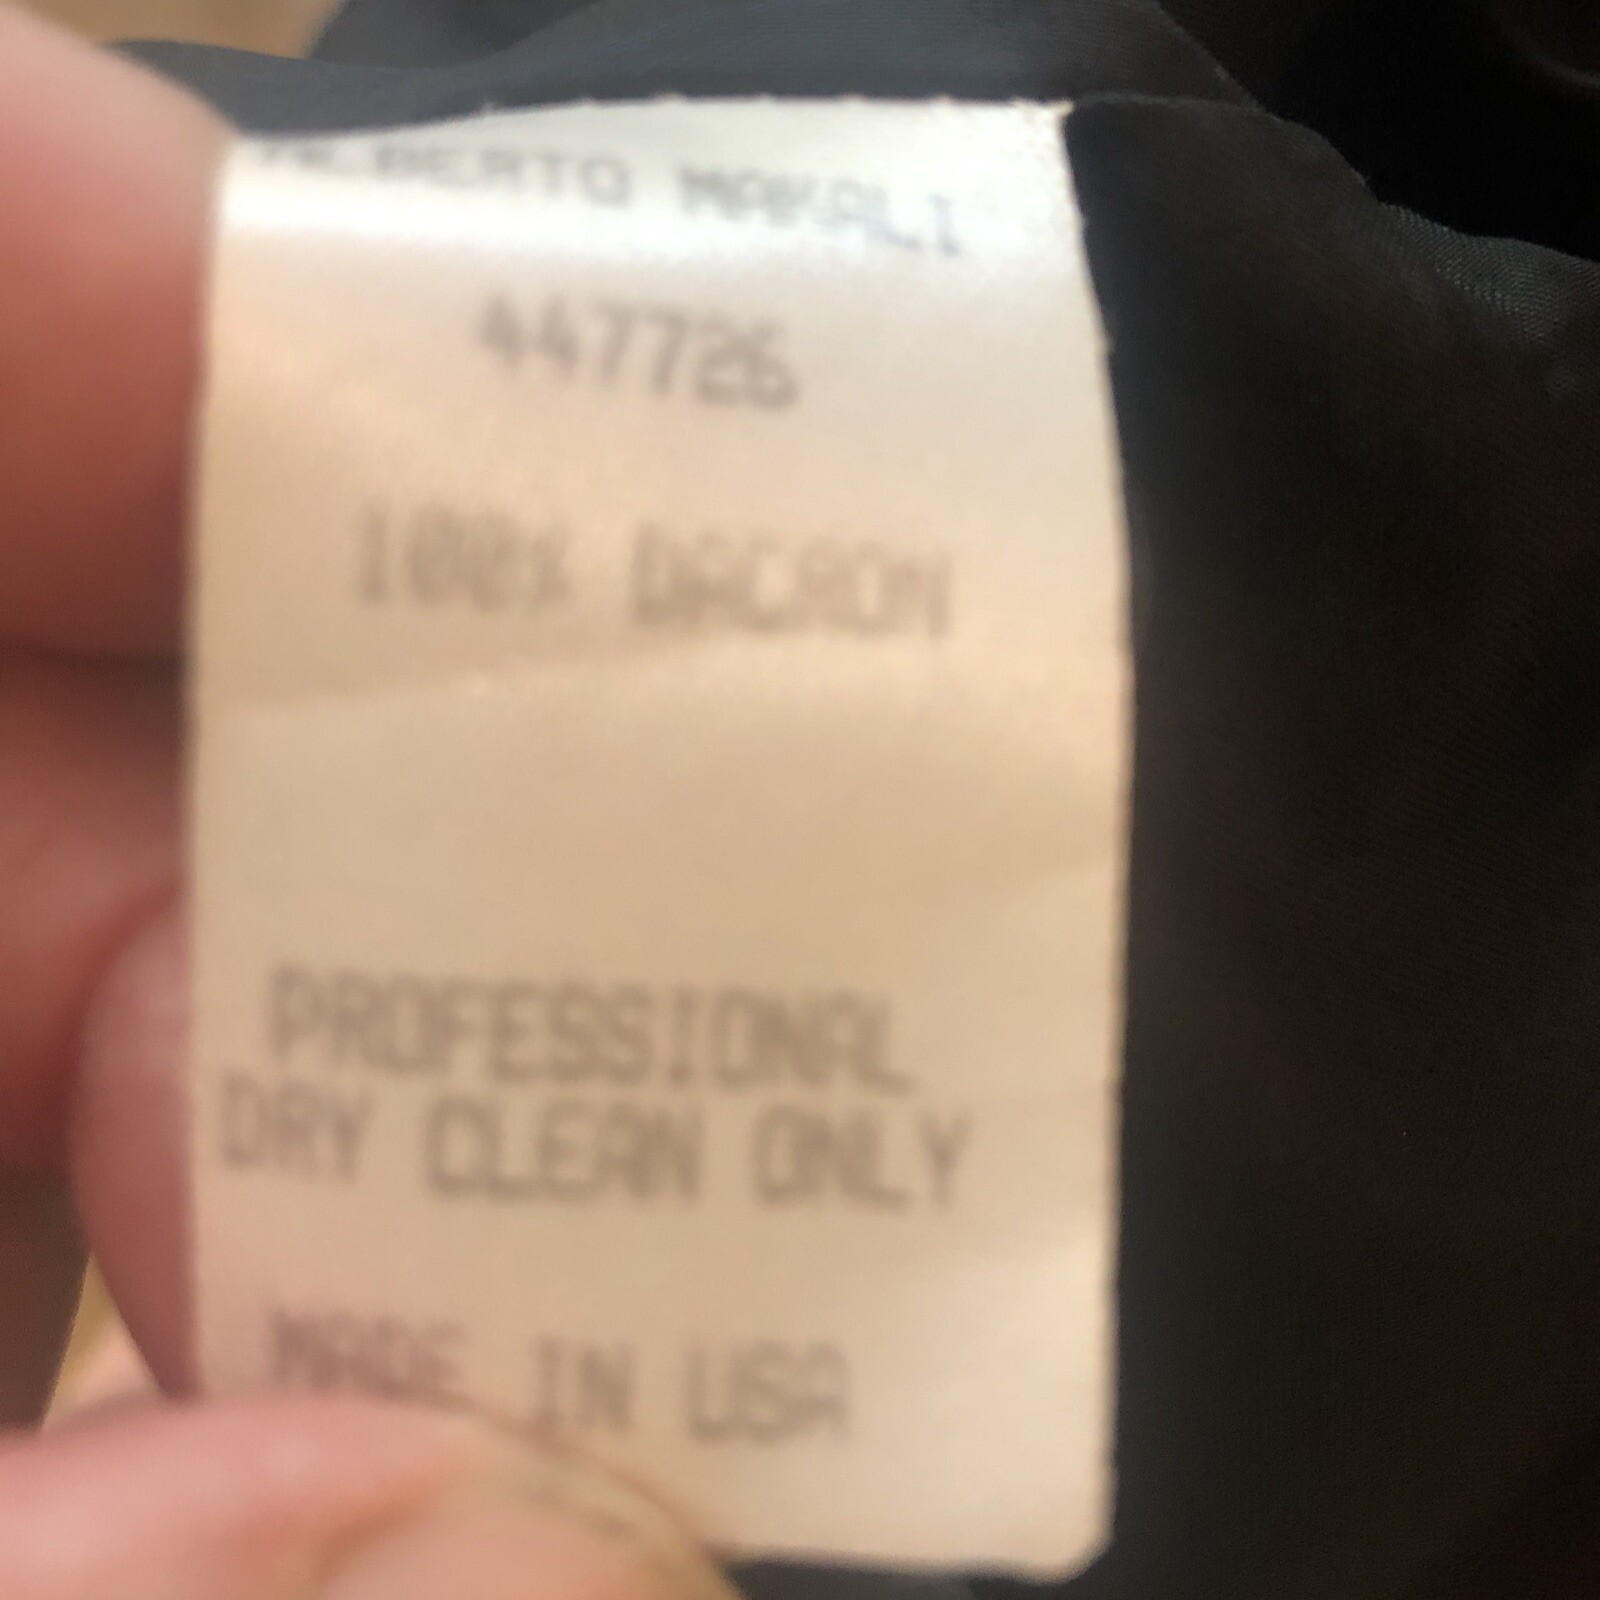 ALBERTO MAKALI
447726
100% DACRON
PROFESSIONAL
DRY CLEAN ONLY
MADE IN USA